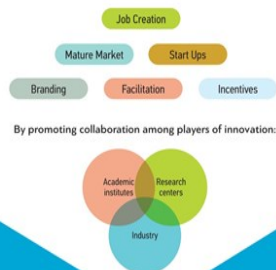 Job Creation
Mature Market
Start Ups
Branding
Facilitation
Incentives
By promoting collaboration among players of innovation:
Academic
institutes
Research
centers
Industry